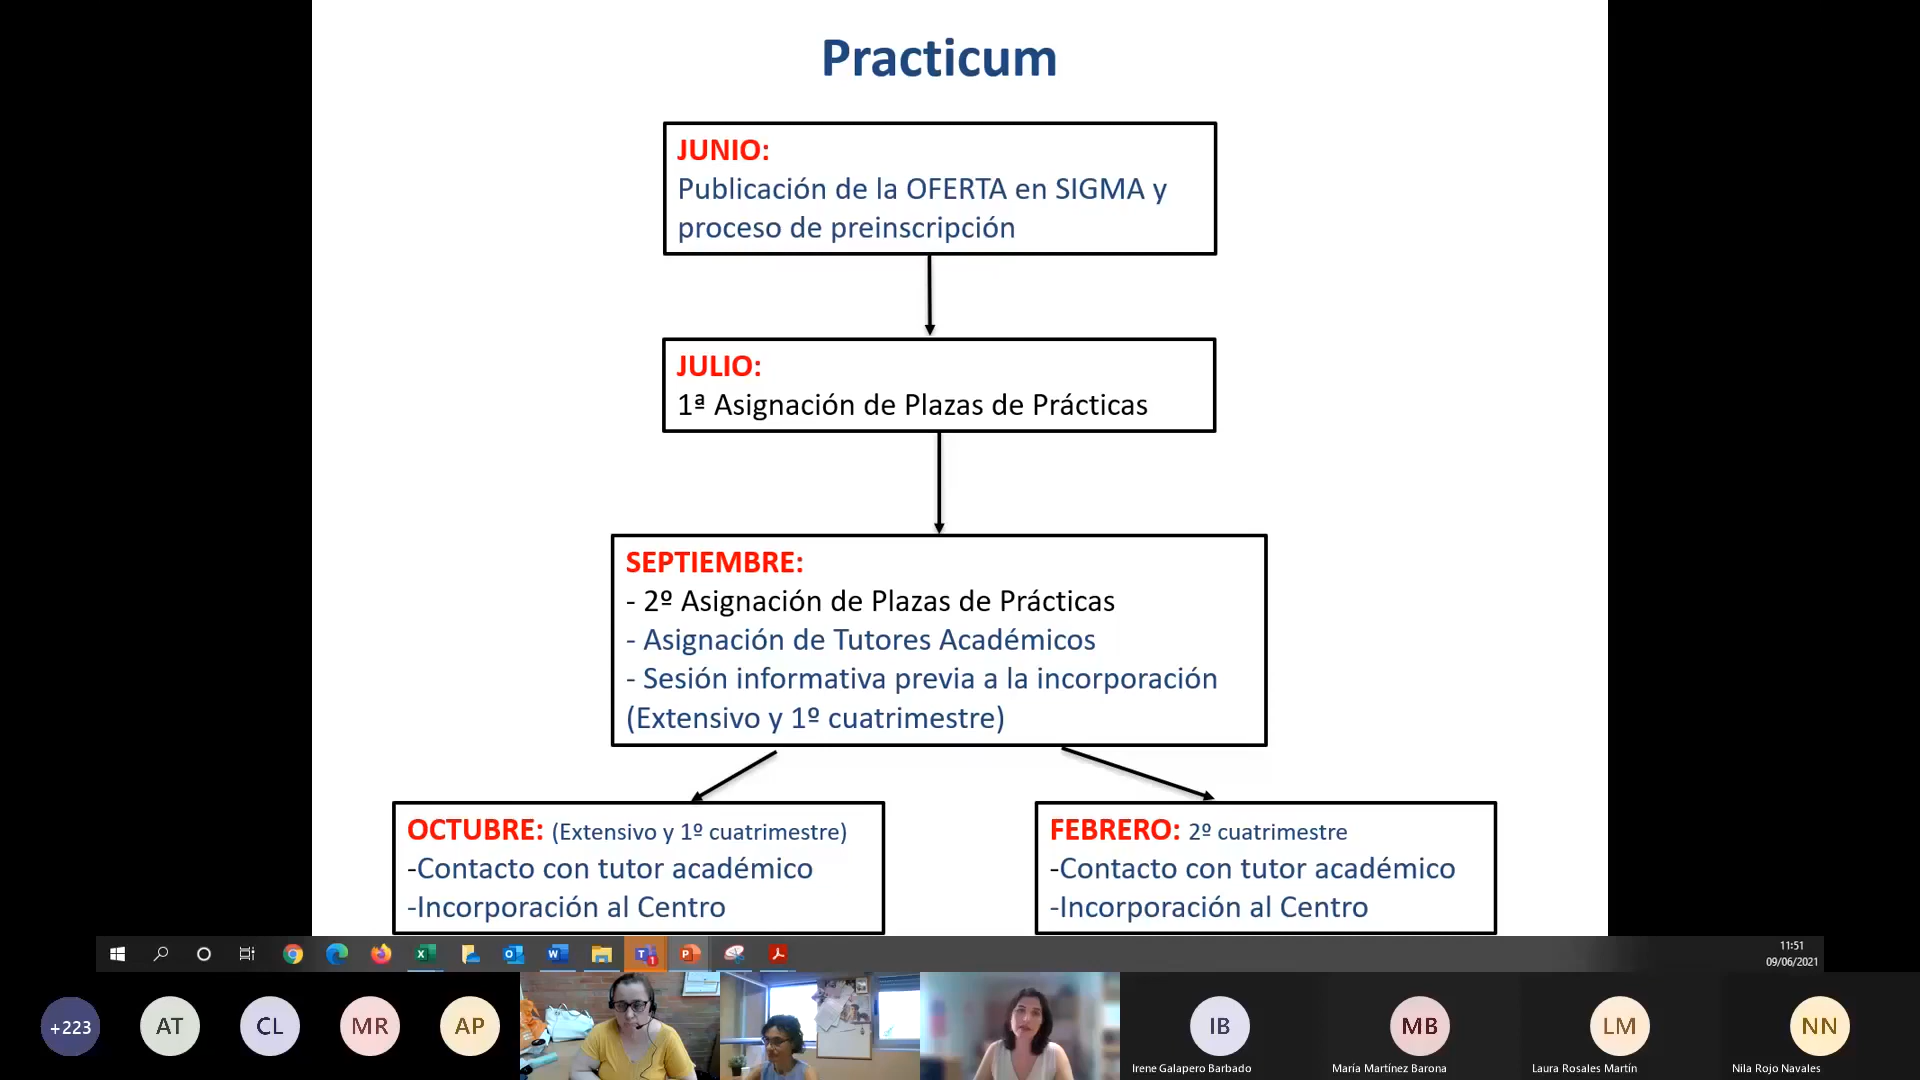 Practicum
JUNIO:
Publicación de la OFERTA en SIGMA y
proceso de preinscripción
JULIO:
1ª Asignación de Plazas de Prácticas
SEPTIEMBRE:
- 2º Asignación de Plazas de Prácticas
- Asignación de Tutores Académicos
- Sesión informativa previa a la incorporación
(Extensivo y 1º cuatrimestre)
OCTUBRE: (Extensivo y 1º cuatrimestre)
-Contacto con tutor académico
-Incorporación al Centro
FEBRERO: 2º cuatrimestre
-Contacto con tutor académico
-Incorporación al Centro
11:51
09/06/2021
+223
AT
CL
MR
AP
IB
Irene Galapero Barbado
MB
María Martínez Barona
LM
Laura Rosales Martín
NN
Nila Rojo Navales